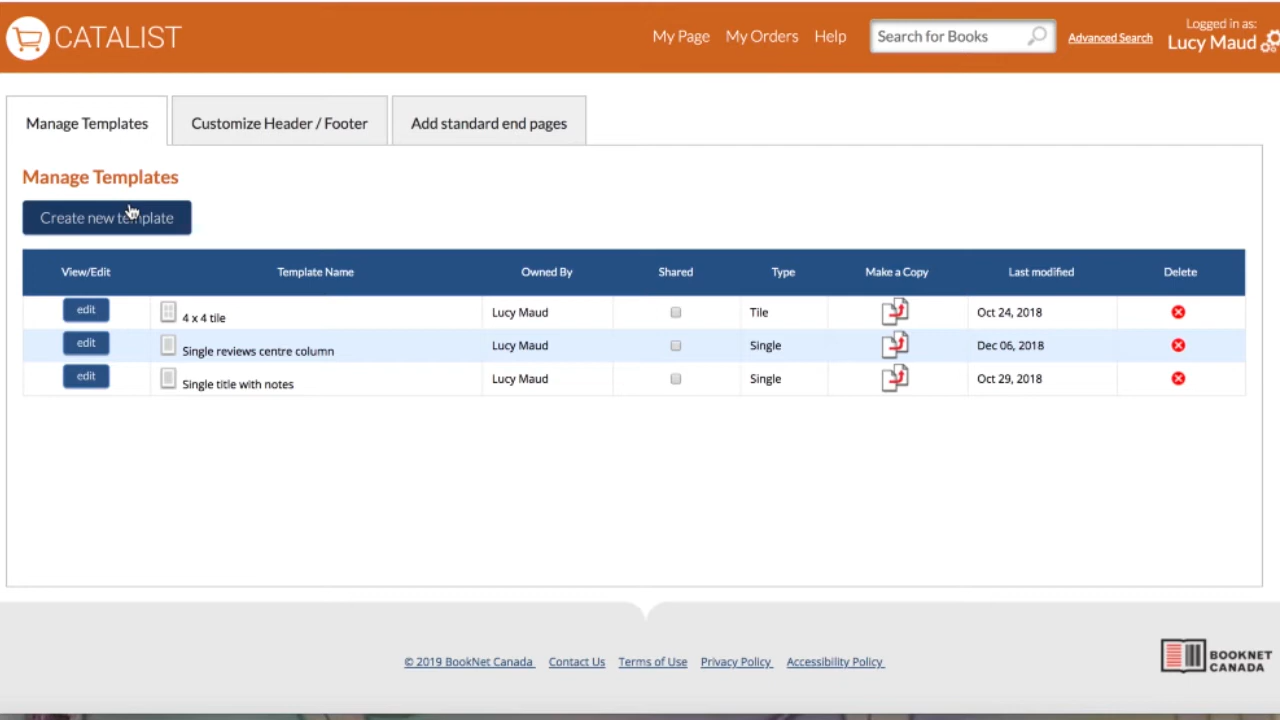 CATALIST
My Page My Orders Help Search for Books Advanced Search
Logged in as:
Lucy Maud
Manage Templates Customize Header / Footer Add standard end pages
Manage Templates
Create new template
View/Edit Template Name Owned By Shared Type Make a Copy Last modified Delete
edit 4 x 4 tile Lucy Maud Tile Oct 24, 2018
edit Single reviews centre column Lucy Maud Single Dec 06, 2018
edit Single title with notes Lucy Maud Single Oct 29, 2018
© 2019 BookNet Canada Contact Us Terms of Use Privacy Policy Accessibility Policy
BOOKNET
CANADA